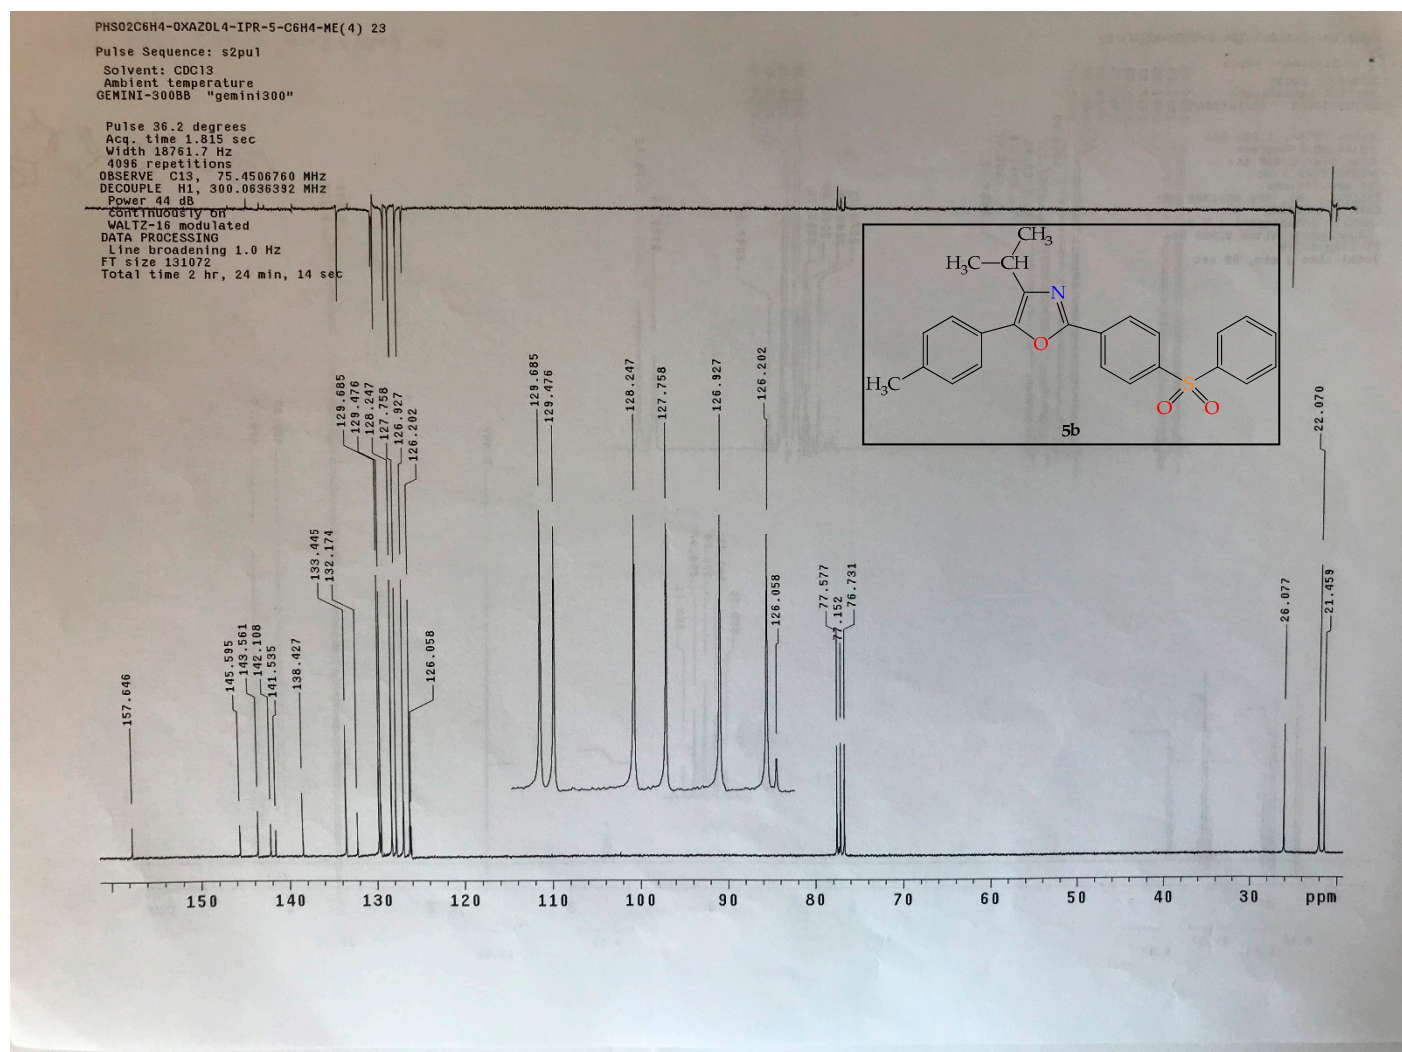 PHSO2C6H4-OXAZOL4-IPR-5-C6H4-ME(4) 23
Pulse Sequence: s2pul
Solvent: CDCl3
Ambient temperature
GEMINI-300BB "gemini300"
Pulse 36.2 degrees
Acq. time 1.815 sec
Width 18761.7 Hz
4096 repetitions
OBSERVE C13, 75.4506760 MHz
DECOUPLE H1, 300.0636392 MHz
Power 44 dB
continuously on
WALTZ-16 modulated
DATA PROCESSING
Line broadening 1.0 Hz
FT size 131072
Total time 2 hr, 24 min, 14 sec
CH3
H3C
CH
N
O
H3C
S
O
O
5b
157.646
145.595
143.561
142.108
141.535
138.427
133.445
132.174
129.685
129.476
128.247
127.758
126.927
126.202
126.058
129.685
129.476
128.247
127.758
126.927
126.202
126.058
77.577
77.152
76.731
26.077
22.070
21.459
150 140 130 120 110 100 90 80 70 60 50 40 30 ppm